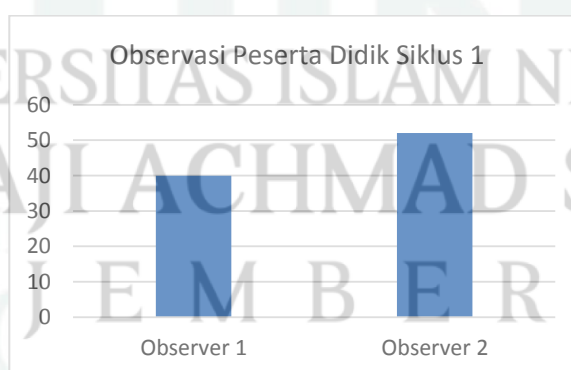 Observasi Peserta Didik Siklus 1
ERSITAS ISLAM N
60
50
40
30
20
10
0
AJI ACHMAD S
J E M B E R
Observer 1
Observer 2